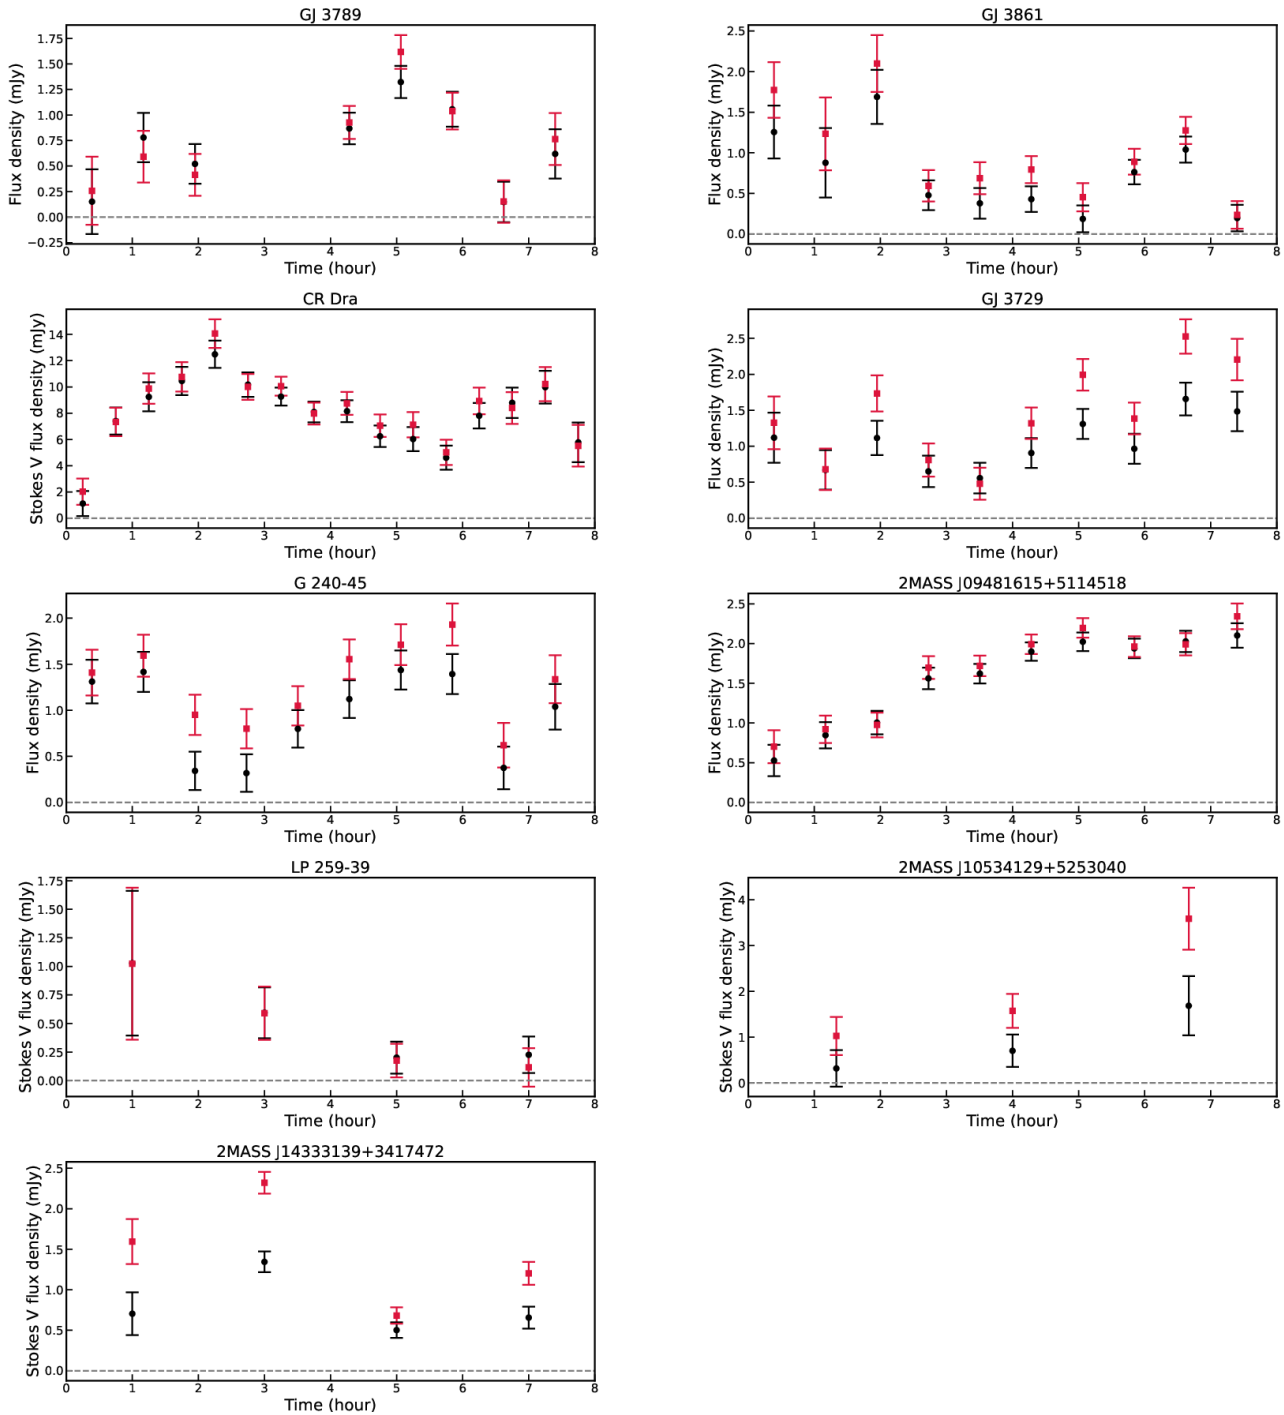 GJ 3789
Flux density (mJy)
1.75
1.50
1.25
1.00
0.75
0.50
0.25
0.00
−0.25
0 1 2 3 4 5 6 7 8
Time (hour)
GJ 3861
Flux density (mJy)
2.5
2.0
1.5
1.0
0.5
0.0
0 1 2 3 4 5 6 7 8
Time (hour)
CR Dra
Stokes V flux density (mJy)
14
12
10
8
6
4
2
0
0 1 2 3 4 5 6 7 8
Time (hour)
GJ 3729
Flux density (mJy)
2.5
2.0
1.5
1.0
0.5
0.0
0 1 2 3 4 5 6 7 8
Time (hour)
G 240-45
Flux density (mJy)
2.0
1.5
1.0
0.5
0.0
0 1 2 3 4 5 6 7 8
Time (hour)
2MASS J09481615+5114518
Flux density (mJy)
2.5
2.0
1.5
1.0
0.5
0.0
0 1 2 3 4 5 6 7 8
Time (hour)
LP 259-39
Stokes V flux density (mJy)
1.75
1.50
1.25
1.00
0.75
0.50
0.25
0.00
0 1 2 3 4 5 6 7 8
Time (hour)
2MASS J10534129+5253040
Stokes V flux density (mJy)
4
3
2
1
0
0 1 2 3 4 5 6 7 8
Time (hour)
2MASS J14333139+3417472
Stokes V flux density (mJy)
2.5
2.0
1.5
1.0
0.5
0.0
0 1 2 3 4 5 6 7 8
Time (hour)